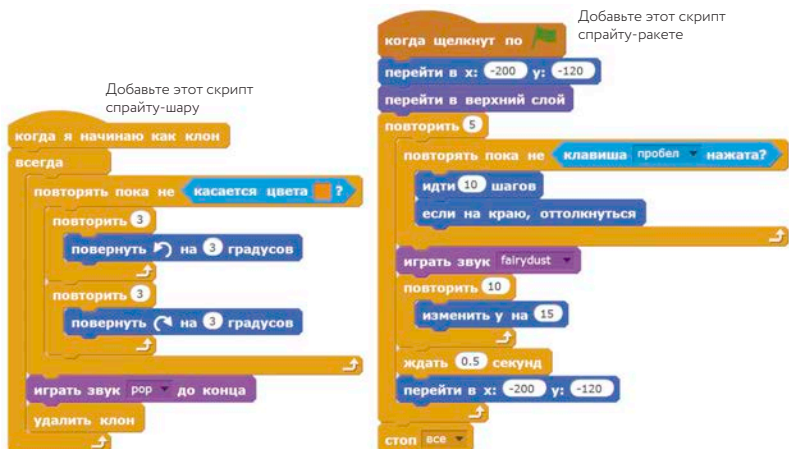 Добавьте этот скрипт
спрайту-шару
когда я начинаю как клон
всегда
повторять пока не касается цвета ?
повторить 3
повернуть на 3 градусов
повторить 3
повернуть на 3 градусов
играть звук pop до конца
удалить клон
Добавьте этот скрипт
спрайту-ракете
когда щелкнут по
перейти в x: -200 y: -120
перейти в верхний слой
повторить 5
повторять пока не клавиша пробел нажата?
идти 10 шагов
если на краю, оттолкнуться
играть звук fairydust
повторить 10
изменить y на 15
ждать 0.5 секунд
перейти в x: -200 y: -120
стоп все